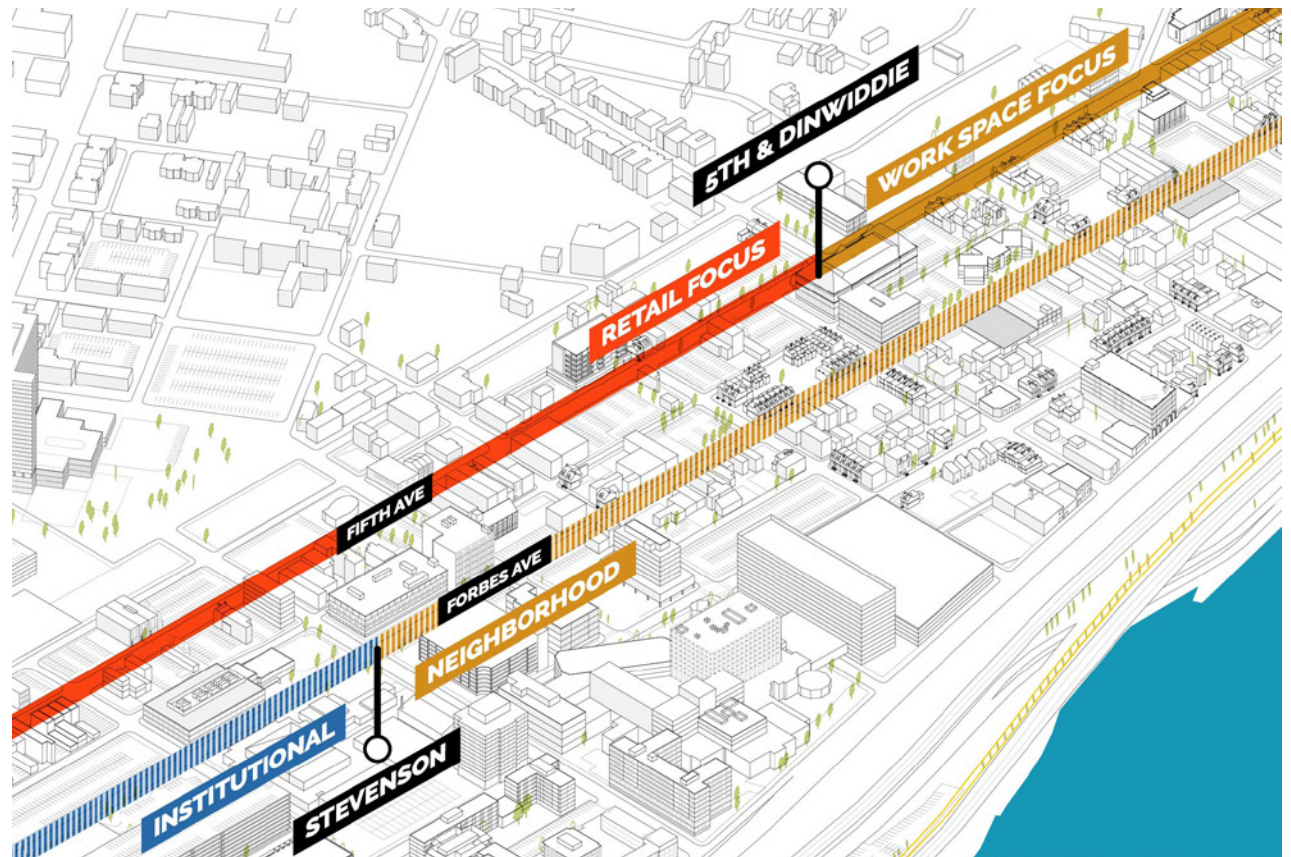 5TH & DINWIDDIE
WORK SPACE FOCUS
RETAIL FOCUS
FIFTH AVE
FORBES AVE
NEIGHBORHOOD
INSTITUTIONAL
STEVENSON